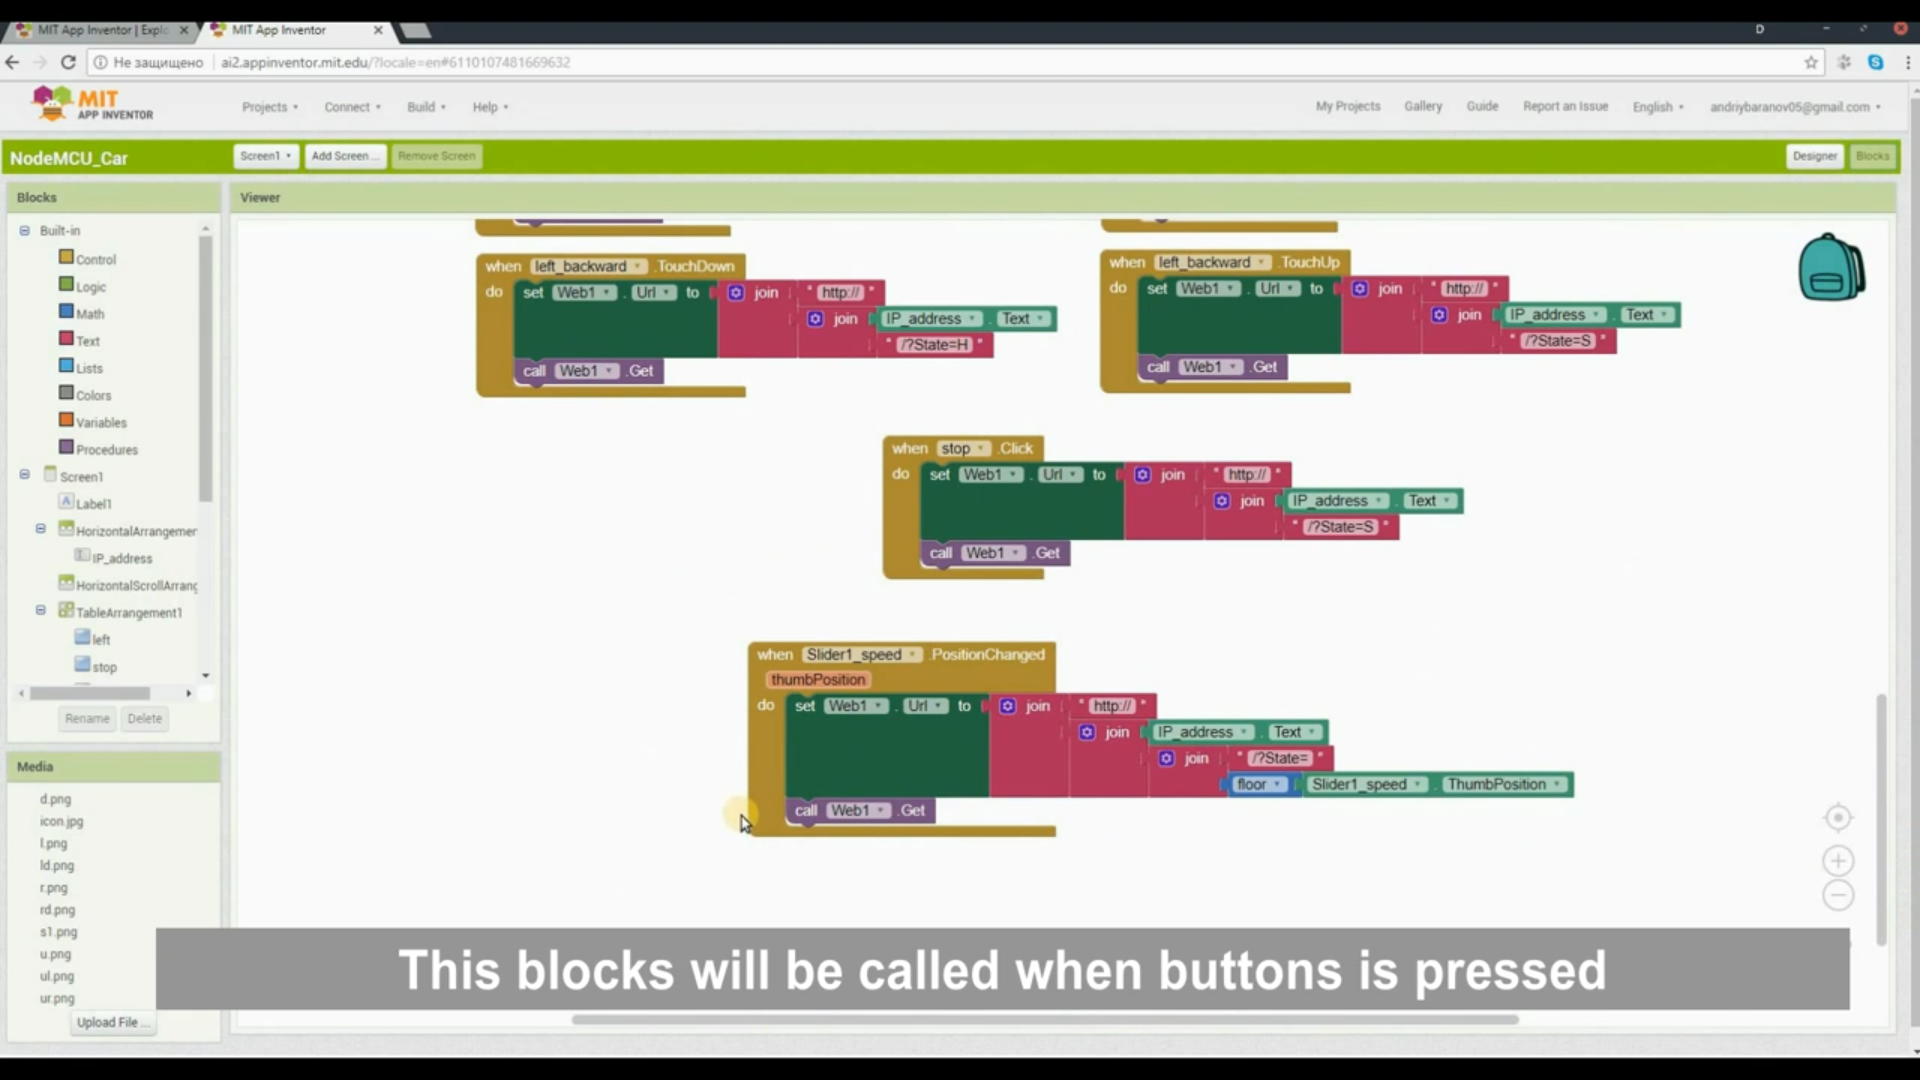 MIT App Inventor | Explo
MIT App Inventor
D
Не защищено
ai2.appinventor.mit.edu/?locale=en#6110107481669632
MIT
APP INVENTOR
Projects
Connect
Build
Help
My Projects
Gallery
Guide
Report an Issue
English
andriybaranov05@gmail.com
NodeMCU_Car
Screen1
Add Screen ...
Remove Screen
Designer
Blocks
Blocks
Viewer
Built-in
Control
Logic
Math
Text
Lists
Colors
Variables
Procedures
Screen1
Label1
HorizontalArrangemer
IP_address
HorizontalScrollArrang
TableArrangement1
left
stop
Rename
Delete
Media
d.png
icon.jpg
l.png
ld.png
r.png
rd.png
s1.png
u.png
ul.png
ur.png
Upload File ...
when left_backward .TouchDown
do set Web1 . Url to join " http:// "
join IP_address . Text
" /?State=H "
call Web1 .Get
when left_backward .TouchUp
do set Web1 . Url to join " http:// "
join IP_address . Text
" /?State=S "
call Web1 .Get
when stop .Click
do set Web1 . Url to join " http:// "
join IP_address . Text
" /?State=S "
call Web1 .Get
when Slider1_speed .PositionChanged
thumbPosition
do set Web1 . Url to join " http:// "
join IP_address . Text
join " /?State= "
floor Slider1_speed . ThumbPosition
call Web1 .Get
This blocks will be called when buttons is pressed